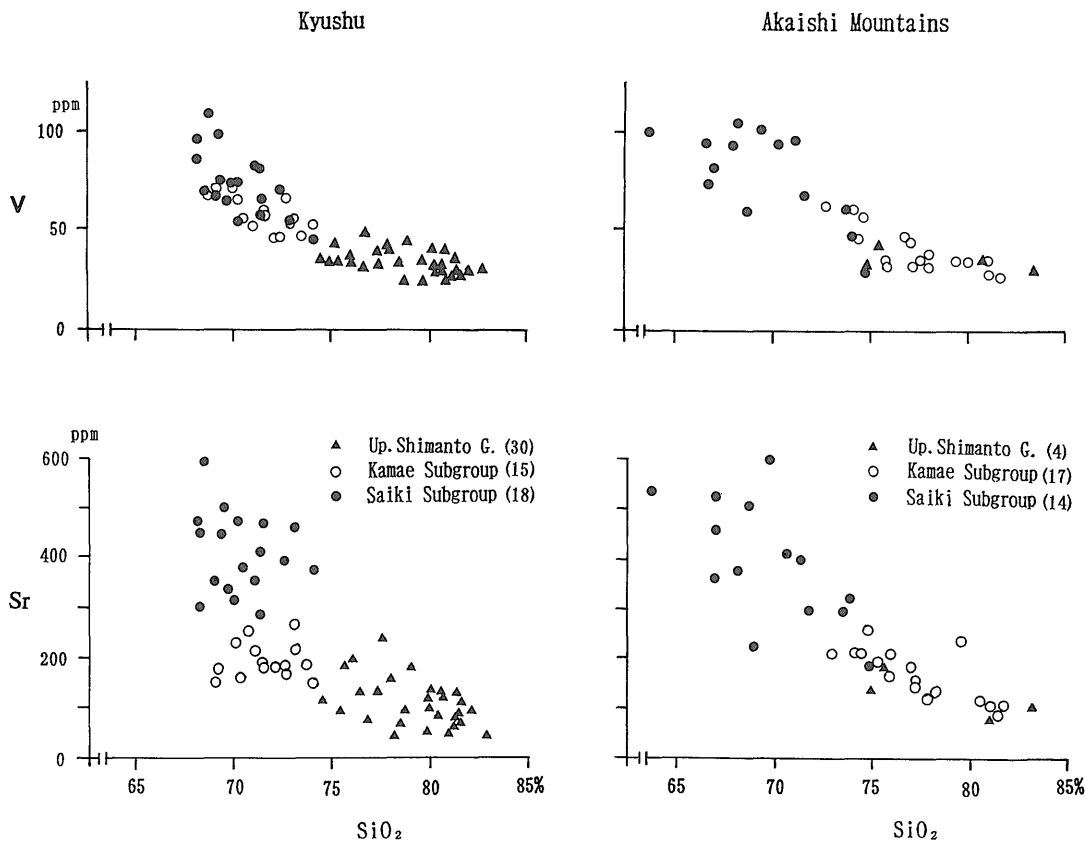 Kyushu
Akaishi Mountains
ppm
100
V
50
0
ppm
600
▲ Up. Shimanto G. (30)
○ Kamae Subgroup (15)
● Saiki Subgroup (18)
▲ Up. Shimanto G. (4)
○ Kamae Subgroup (17)
● Saiki Subgroup (14)
400
Sr
200
0
65 70 75 80 85%
65 70 75 80 85%
SiO₂
SiO₂